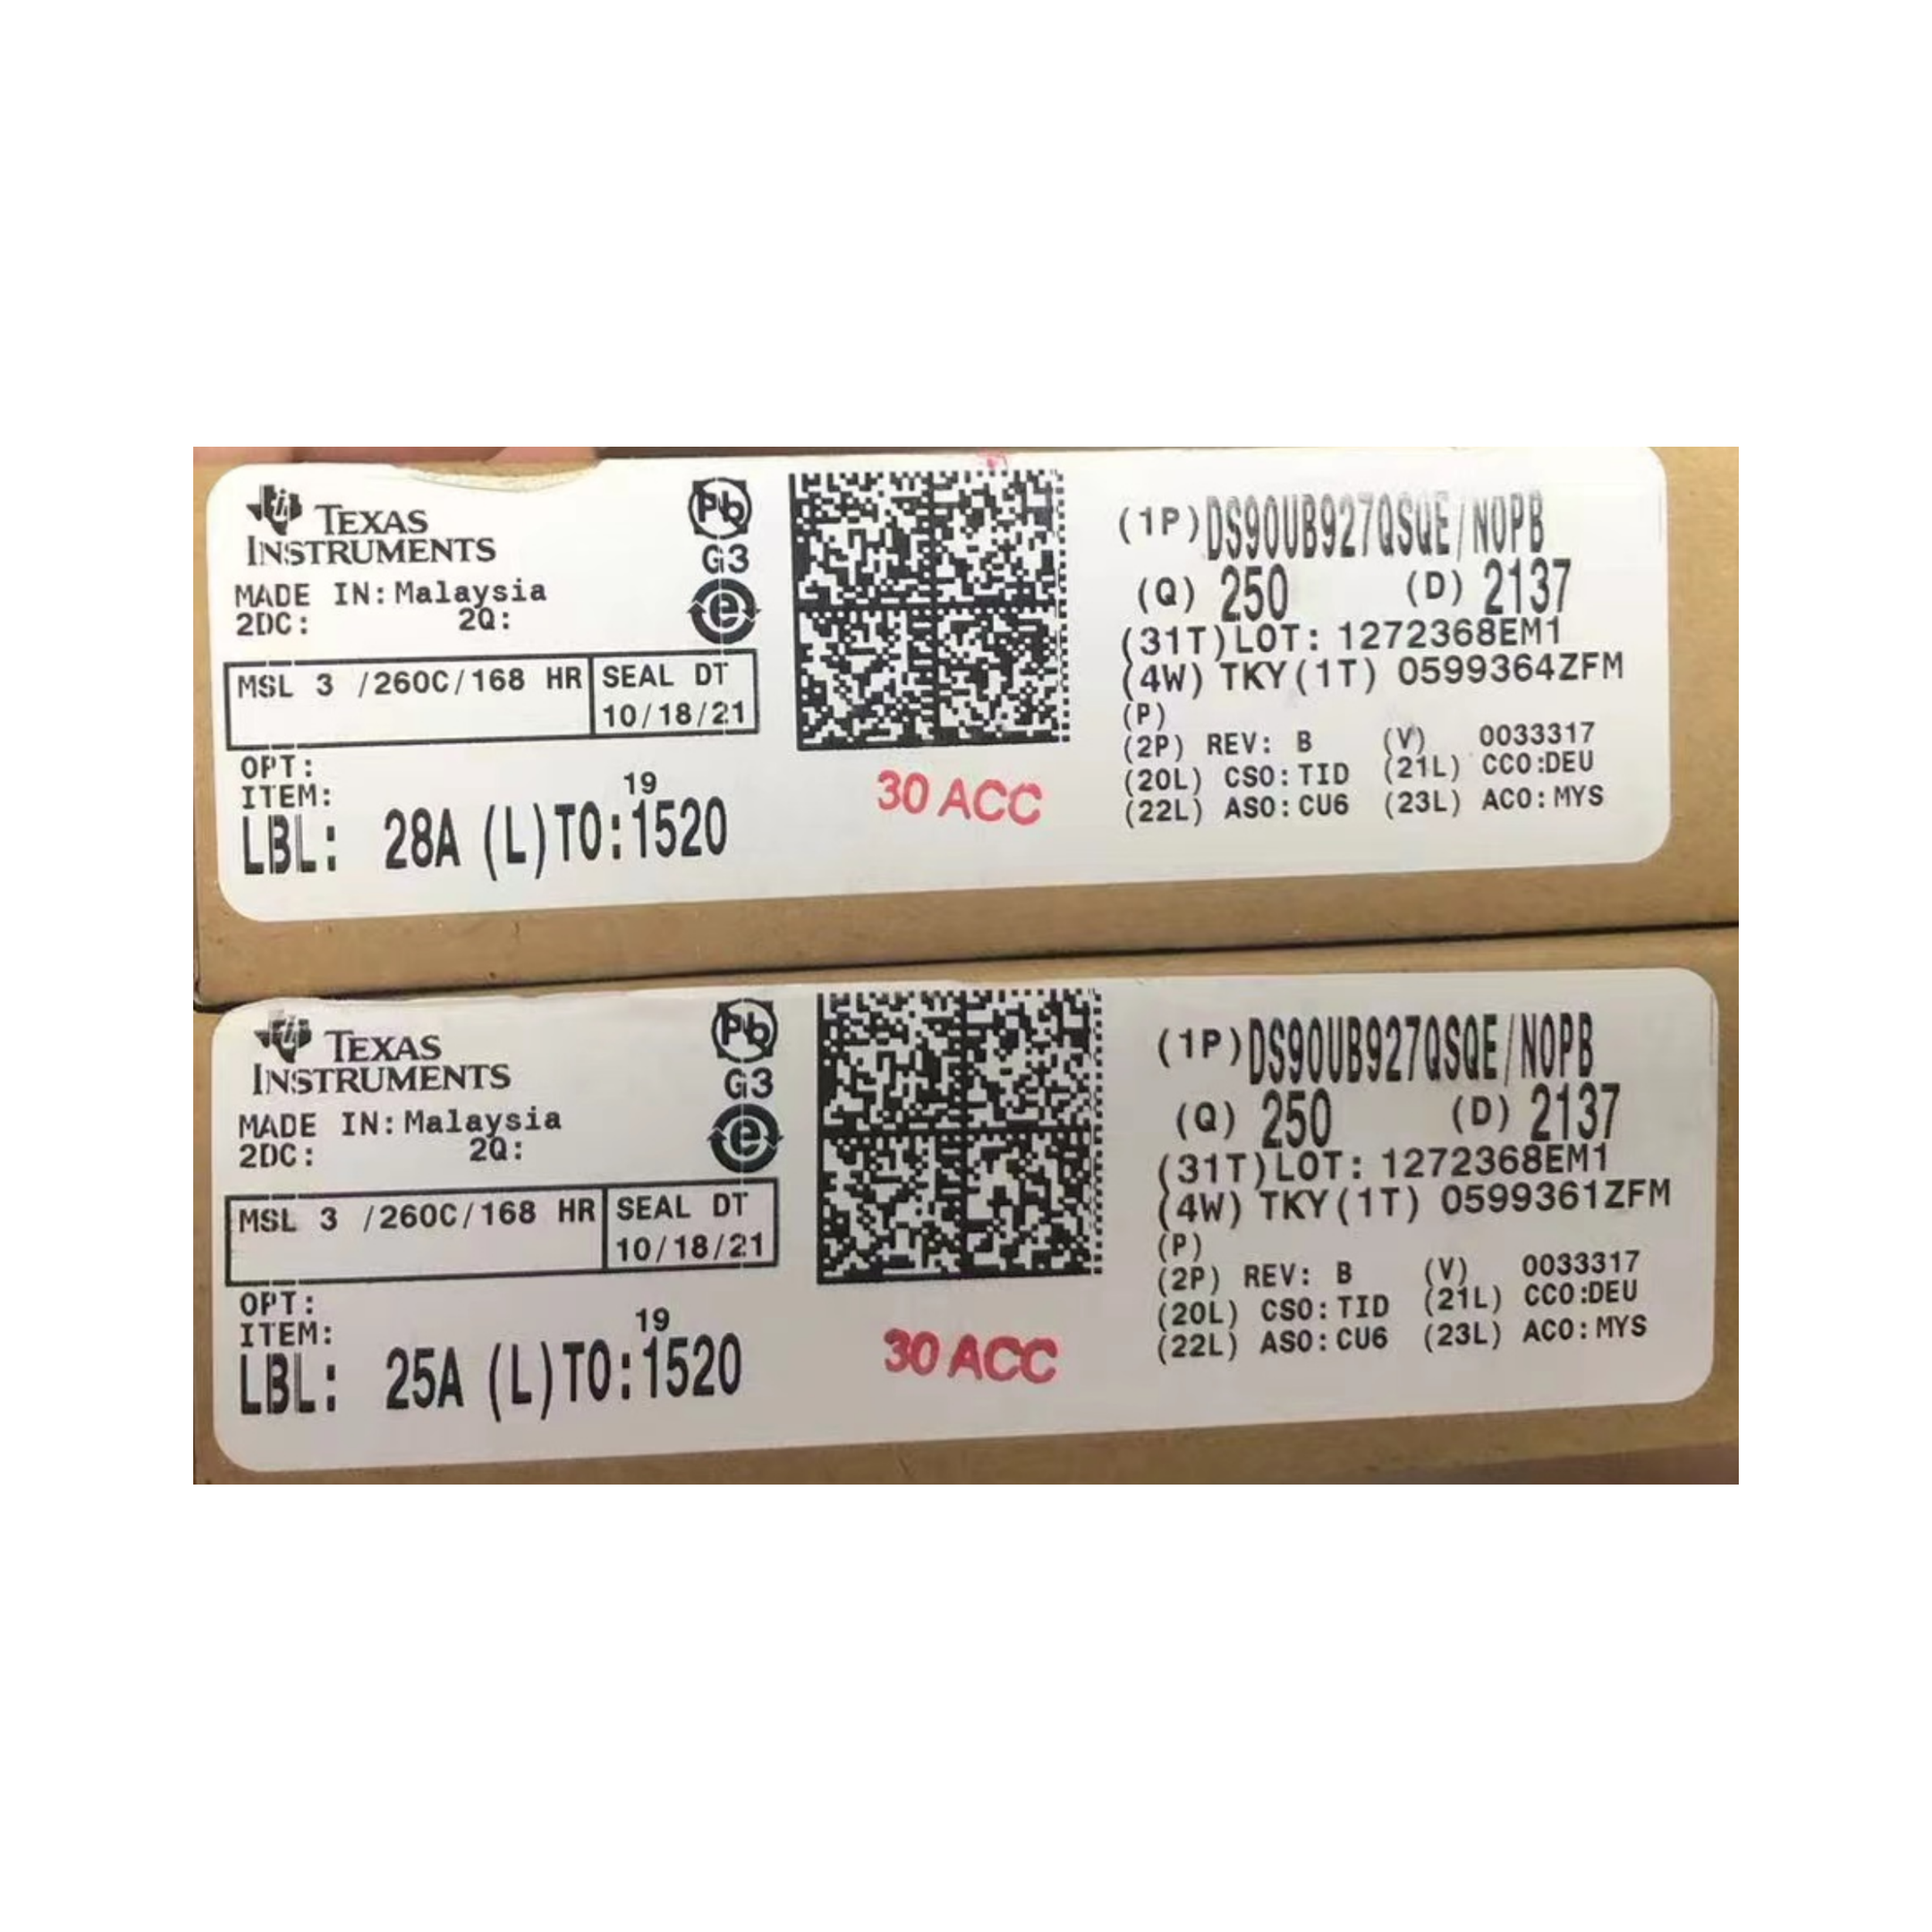 TEXAS
INSTRUMENTS
MADE IN: Malaysia
2DC: 2Q:
MSL 3 /260C/168 HR
SEAL DT
10/18/21
OPT:
ITEM:
19
LBL: 28A (L)TO:1520
Pb
G3
e
30 ACC
(1P)DS90UB927QSQE/NOPB
(Q) 250 (D) 2137
(31T)LOT: 1272368EM1
(4W) TKY(1T) 0599364ZFM
(P)
(2P) REV: B (V) 0033317
(20L) CSO:TID (21L) CCO:DEU
(22L) ASO:CU6 (23L) ACO:MYS
TEXAS
INSTRUMENTS
MADE IN: Malaysia
2DC: 2Q:
MSL 3 /260C/168 HR
SEAL DT
10/18/21
OPT:
ITEM:
19
LBL: 25A (L)TO:1520
Pb
G3
e
30 ACC
(1P)DS90UB927QSQE/NOPB
(Q) 250 (D) 2137
(31T)LOT: 1272368EM1
(4W) TKY(1T) 0599361ZFM
(P)
(2P) REV: B (V) 0033317
(20L) CSO:TID (21L) CCO:DEU
(22L) ASO:CU6 (23L) ACO:MYS